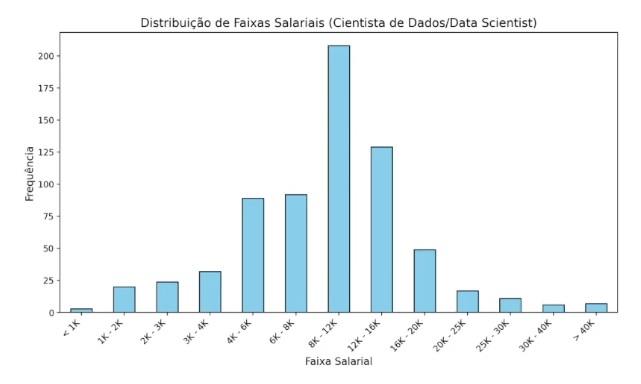 Distribuição de Faixas Salariais (Cientista de Dados/Data Scientist)
Frequência
200
175
150
125
100
75
50
25
0
< 1K
1K - 2K
2K - 3K
3K - 4K
4K - 6K
6K - 8K
8K - 12K
12K - 16K
16K - 20K
20K - 25K
25K - 30K
30K - 40K
> 40K
Faixa Salarial